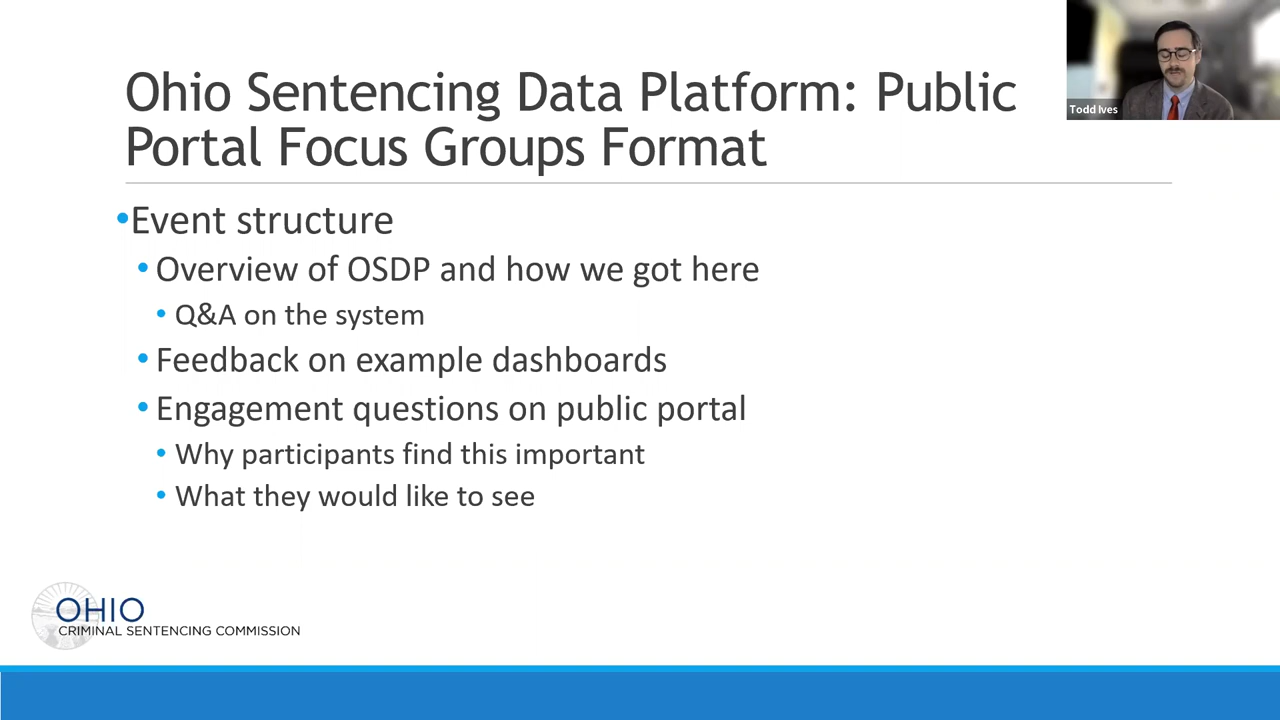 Ohio Sentencing Data Platform: Public
Portal Focus Groups Format
Todd Ives
•Event structure
• Overview of OSDP and how we got here
• Q&A on the system
• Feedback on example dashboards
• Engagement questions on public portal
• Why participants find this important
• What they would like to see
OHIO
CRIMINAL SENTENCING COMMISSION